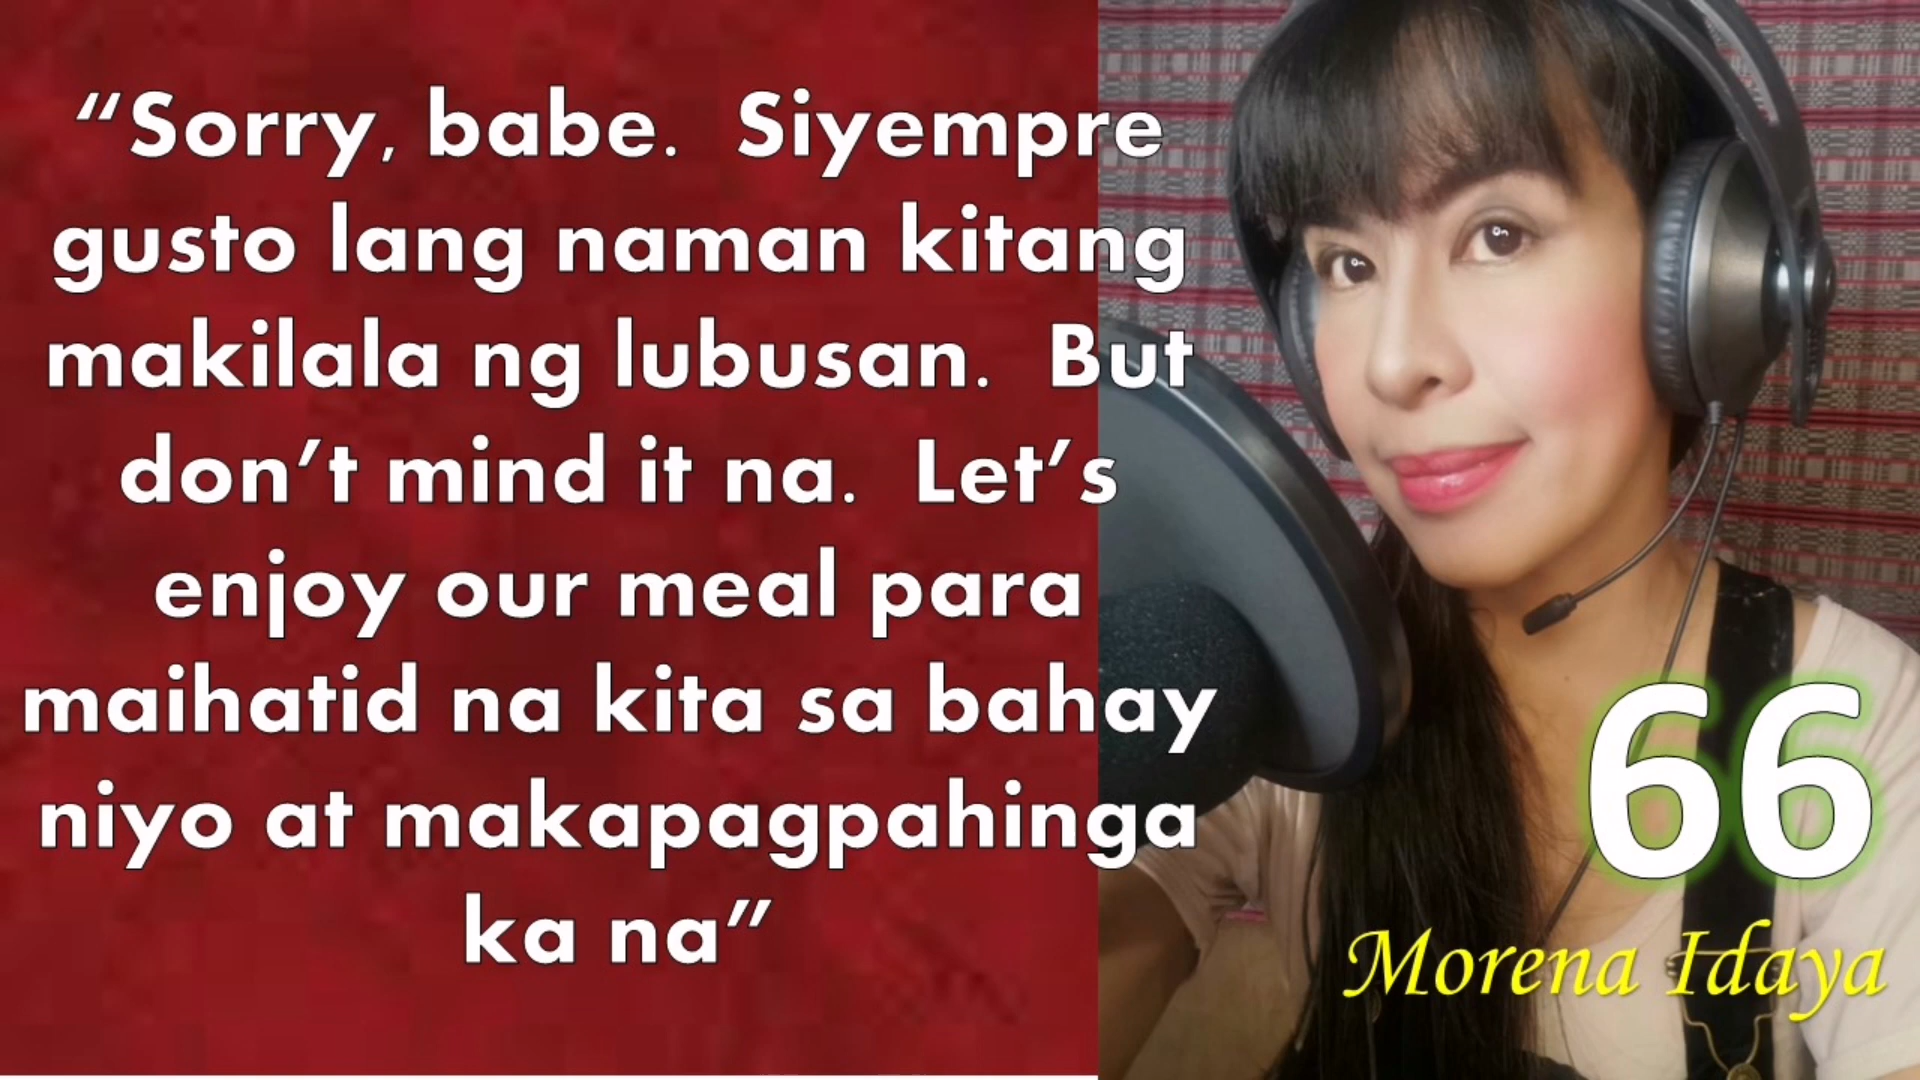 “Sorry, babe.  Siyempre
gusto lang naman kitang
makilala ng lubusan.  But
don’t mind it na.  Let’s
enjoy our meal para
maihatid na kita sa bahay
niyo at makapagpahinga
ka na”
66
Morena Idaya